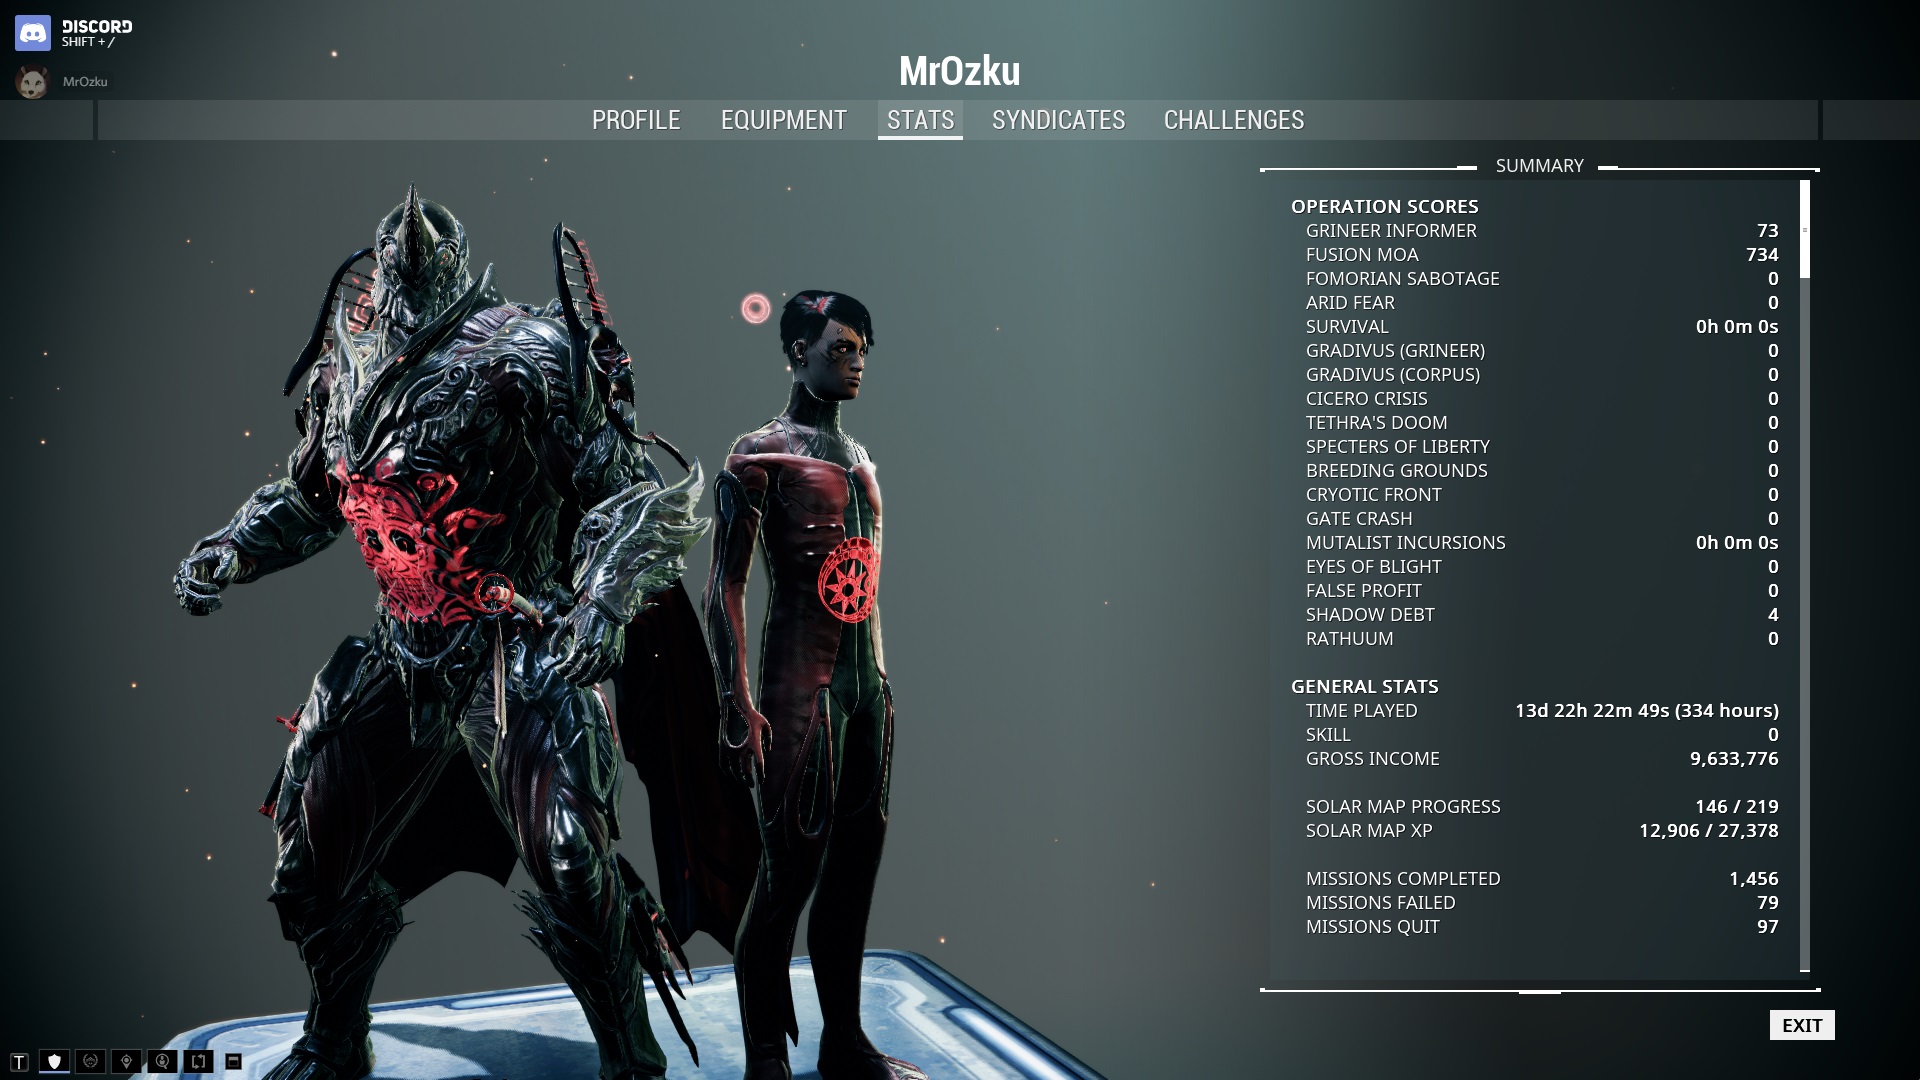 DISCORD
SHIFT + /
MrOzku
MrOzku
PROFILE EQUIPMENT STATS SYNDICATES CHALLENGES
SUMMARY
OPERATION SCORES
GRINEER INFORMER 73
FUSION MOA 734
FOMORIAN SABOTAGE 0
ARID FEAR 0
SURVIVAL 0h 0m 0s
GRADIVUS (GRINEER) 0
GRADIVUS (CORPUS) 0
CICERO CRISIS 0
TETHRA'S DOOM 0
SPECTERS OF LIBERTY 0
BREEDING GROUNDS 0
CRYOTIC FRONT 0
GATE CRASH 0
MUTALIST INCURSIONS 0h 0m 0s
EYES OF BLIGHT 0
FALSE PROFIT 0
SHADOW DEBT 4
RATHUUM 0
GENERAL STATS
TIME PLAYED 13d 22h 22m 49s (334 hours)
SKILL 0
GROSS INCOME 9,633,776
SOLAR MAP PROGRESS 146 / 219
SOLAR MAP XP 12,906 / 27,378
MISSIONS COMPLETED 1,456
MISSIONS FAILED 79
MISSIONS QUIT 97
EXIT
T